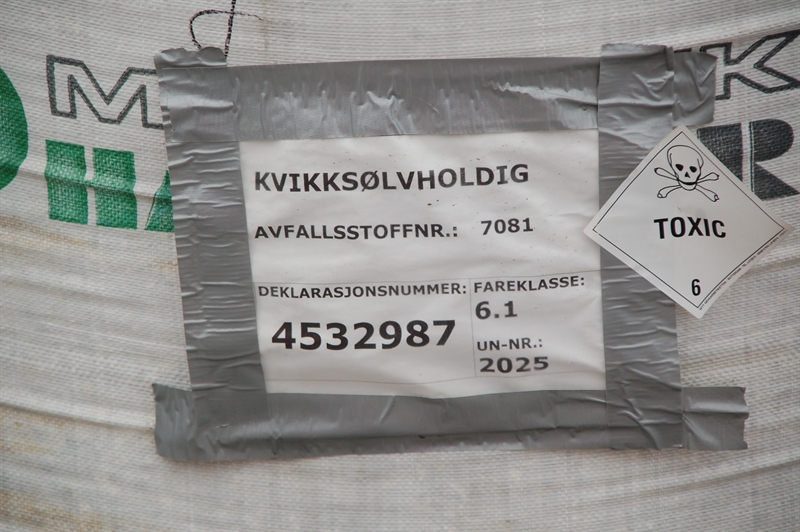 KVIKKSØLVHOLDIG
AVFALLSSTOFFNR.: 7081
DEKLARASJONSNUMMER:
4532987
FAREKLASSE:
6.1
UN-NR.:
2025
TOXIC
6